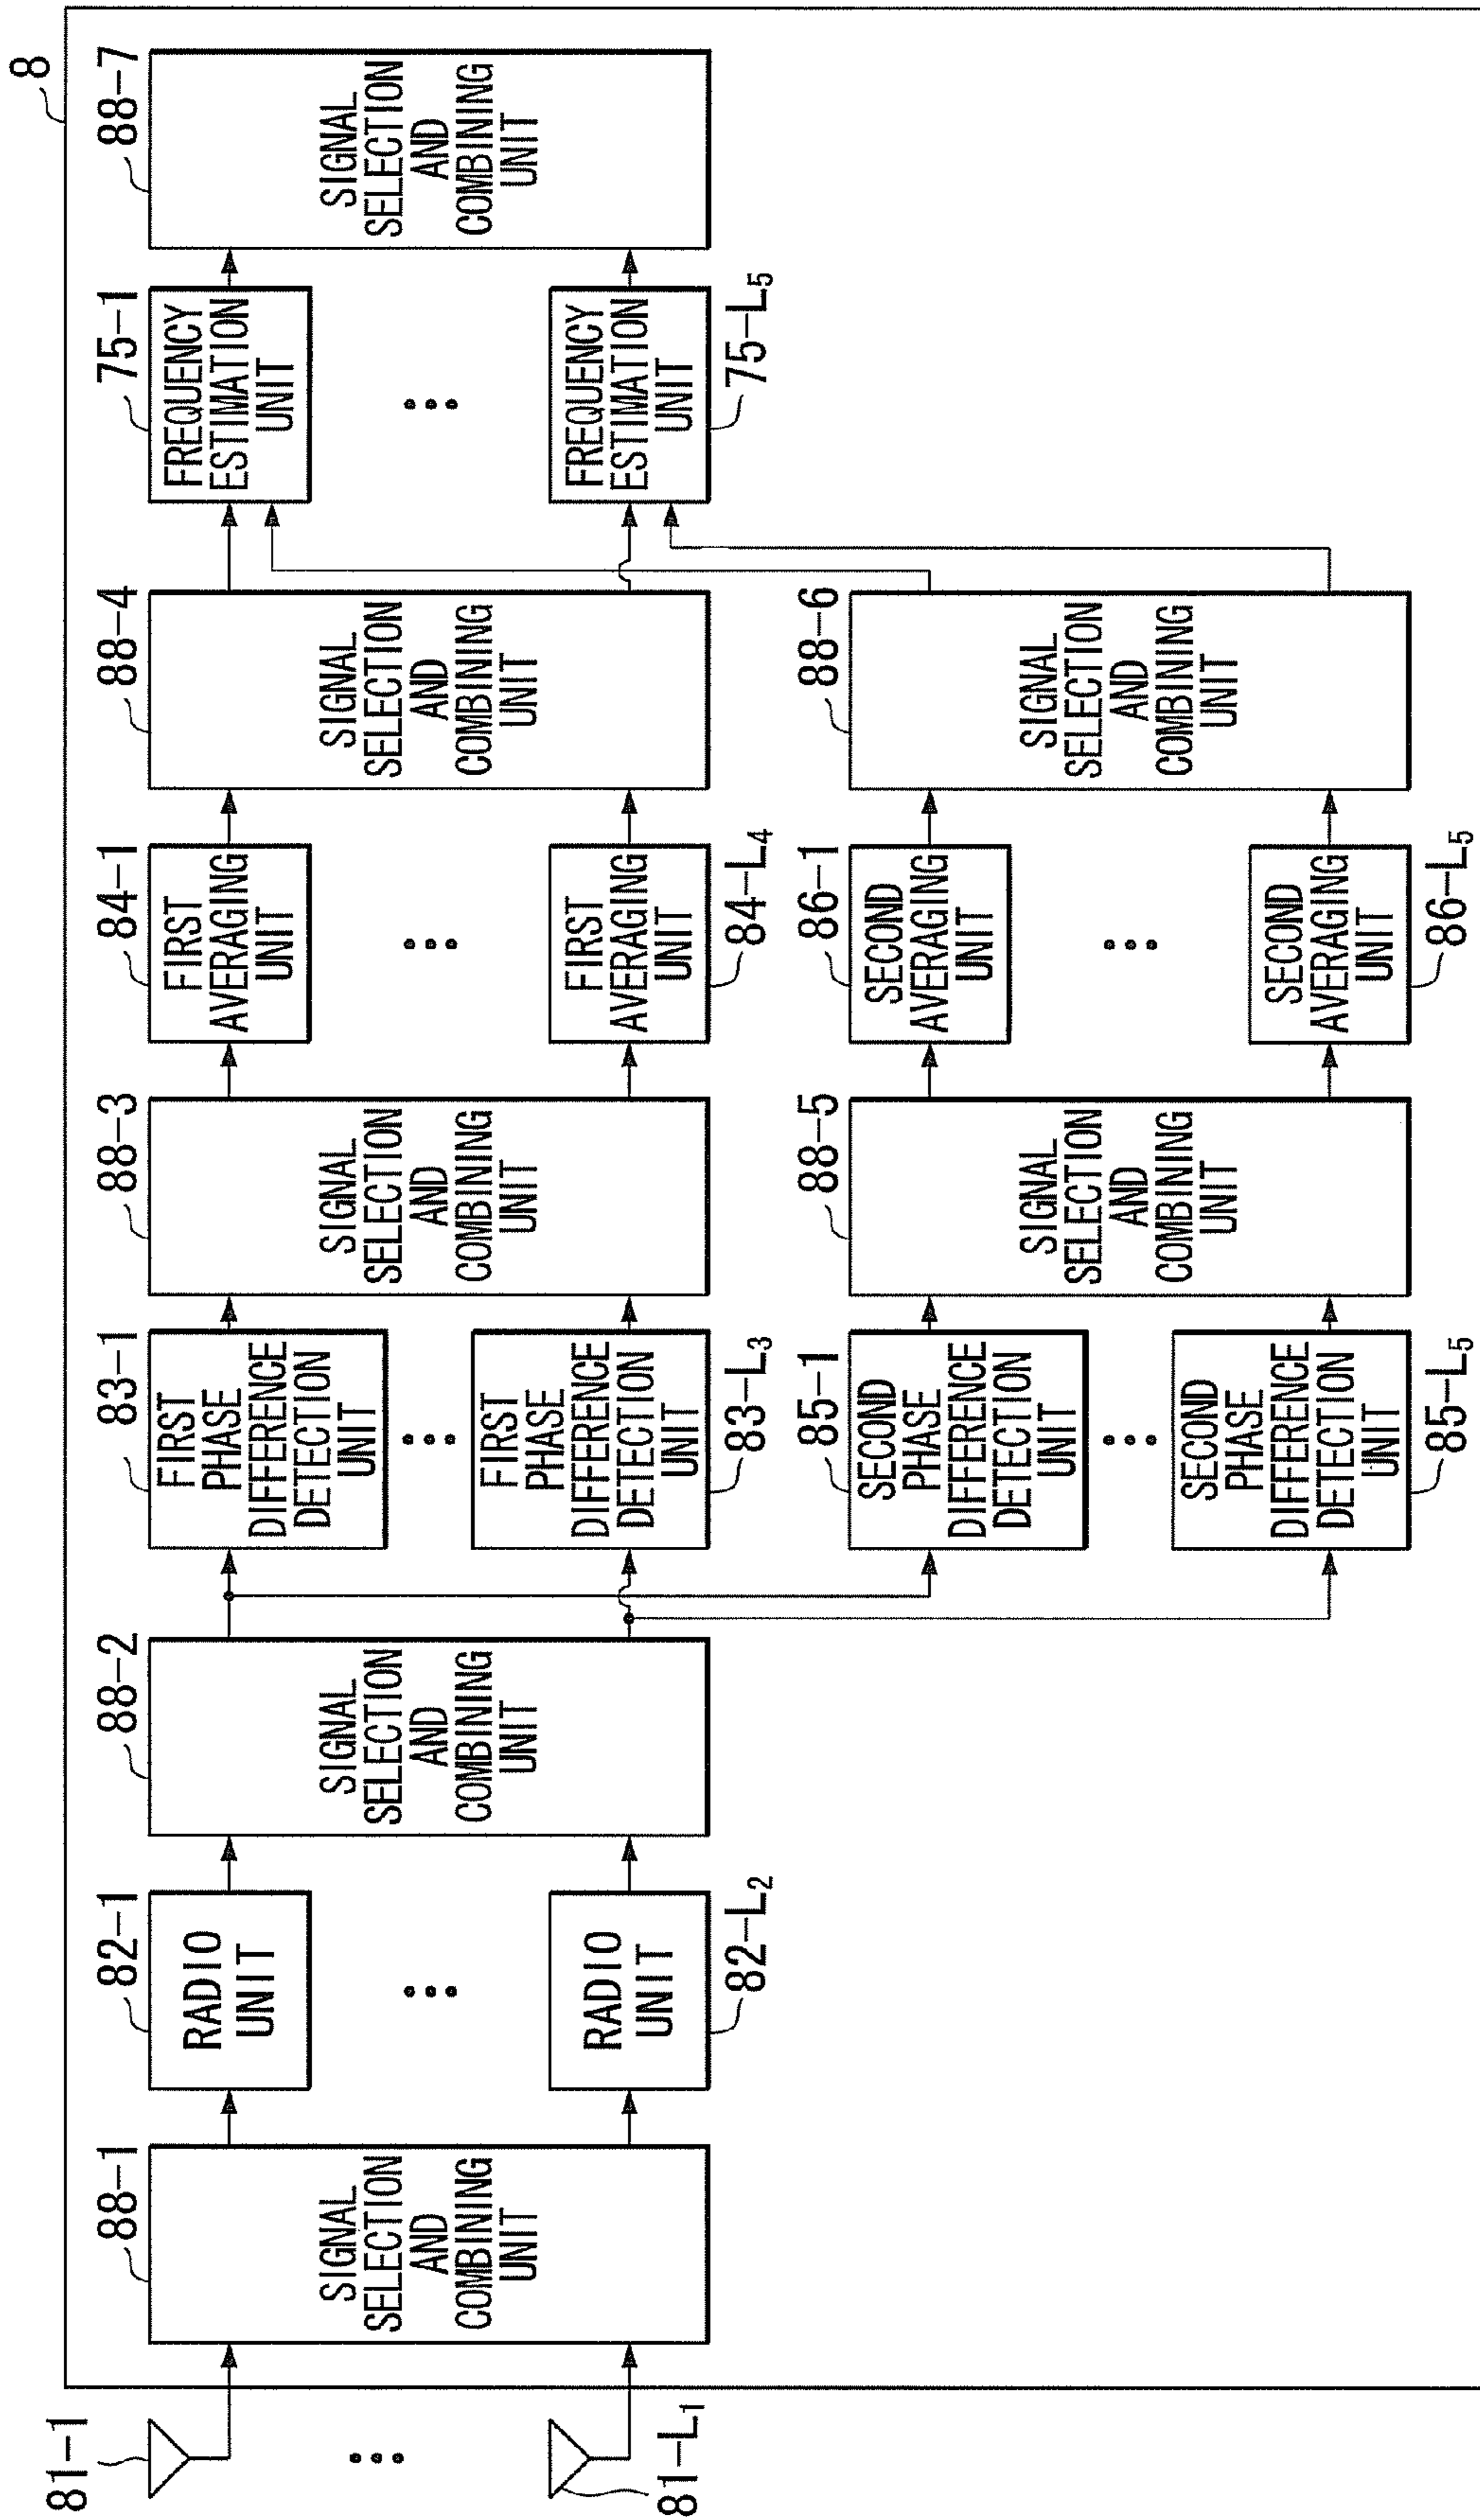 8
81-1
81-L₁
88-1
SIGNAL
SELECTION
AND
COMBINING
UNIT
82-1
RADIO
UNIT
82-L₂
RADIO
UNIT
88-2
SIGNAL
SELECTION
AND
COMBINING
UNIT
83-1
FIRST
PHASE
DIFFERENCE
DETECTION
UNIT
83-L₃
FIRST
PHASE
DIFFERENCE
DETECTION
UNIT
85-1
SECOND
PHASE
DIFFERENCE
DETECTION
UNIT
85-L₅
SECOND
PHASE
DIFFERENCE
DETECTION
UNIT
88-3
SIGNAL
SELECTION
AND
COMBINING
UNIT
88-5
SIGNAL
SELECTION
AND
COMBINING
UNIT
84-1
FIRST
AVERAGING
UNIT
84-L₄
FIRST
AVERAGING
UNIT
86-1
SECOND
AVERAGING
UNIT
86-L₅
SECOND
AVERAGING
UNIT
88-4
SIGNAL
SELECTION
AND
COMBINING
UNIT
88-6
SIGNAL
SELECTION
AND
COMBINING
UNIT
75-1
FREQUENCY
ESTIMATION
UNIT
75-L₅
FREQUENCY
ESTIMATION
UNIT
88-7
SIGNAL
SELECTION
AND
COMBINING
UNIT